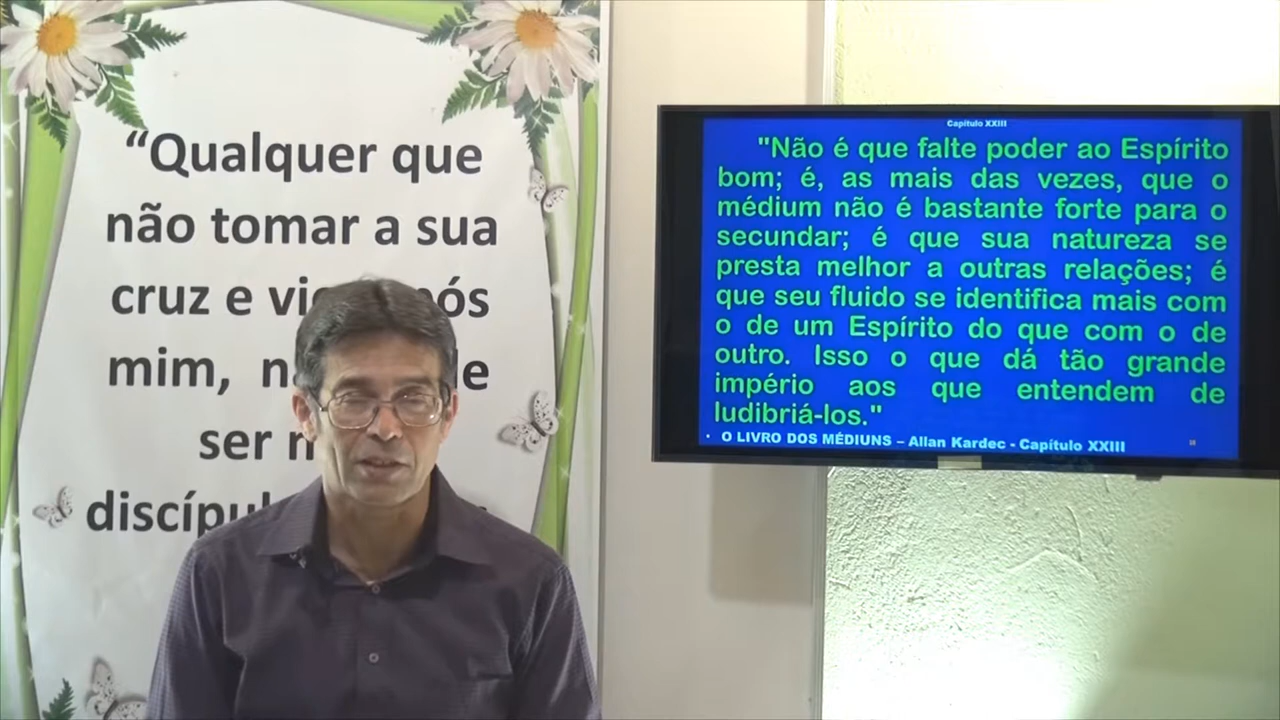 “Qualquer que
não tomar a sua
cruz e
mim,
ser
Capítulo XXIII
"Não é que falte poder ao Espírito
bom; é, as mais das vezes, que o
médium não é bastante forte para o
secundar; é que sua natureza se
presta melhor a outras relações; é
que seu fluido se identifica mais com
o de um Espírito do que com o de
outro. Isso o que dá tão grande
império aos que entendem de
ludibriá-los."
• O LIVRO DOS MÉDIUNS – Allan Kardec - Capítulo XXIII